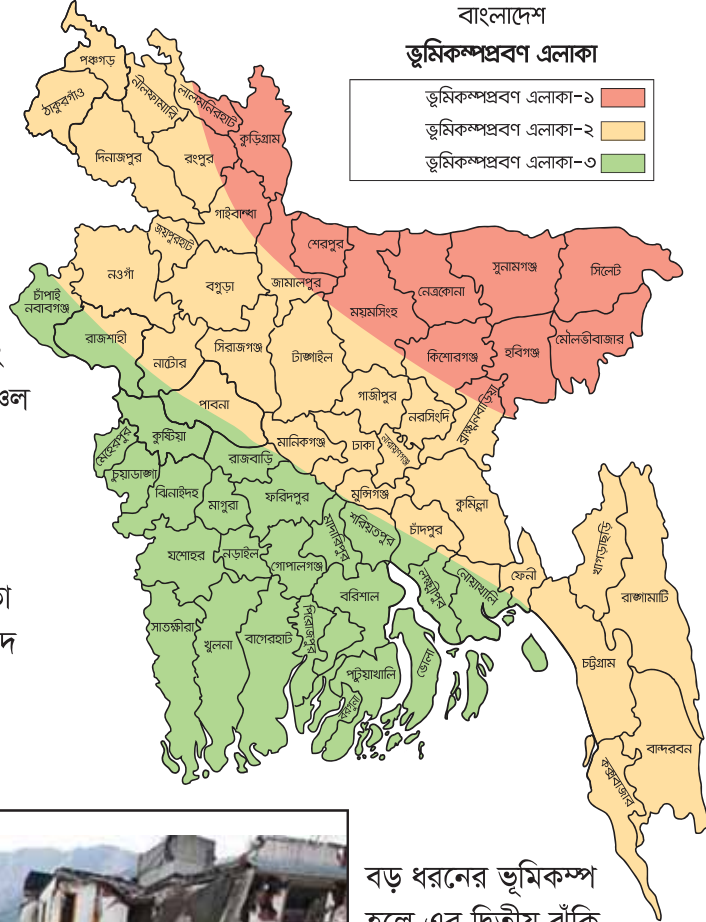 বাংলাদেশ
ভূমিকম্পপ্রবণ এলাকা
ভূমিকম্পপ্রবণ এলাকা-১
ভূমিকম্পপ্রবণ এলাকা-২
ভূমিকম্পপ্রবণ এলাকা-৩
পঞ্চগড়
ঠাকুরগাঁও
নীলফামারি
লালমনিরহাট
কুড়িগ্রাম
দিনাজপুর
রংপুর
গাইবান্ধা
জয়পুরহাট
শেরপুর
নওগাঁ
বগুড়া
জামালপুর
সুনামগঞ্জ
সিলেট
নেত্রকোনা
ময়মসিংহ
চাঁপাই
নবাবগঞ্জ
রাজশাহী
নাটোর
সিরাজগঞ্জ
টাঙ্গাইল
কিশোরগঞ্জ
হবিগঞ্জ
মৌলভীবাজার
পাবনা
গাজীপুর
নরসিংদি
ব্রাহ্মণবাড়িয়া
মেহেরপুর
কুষ্টিয়া
মানিকগঞ্জ
ঢাকা
নারায়ণগঞ্জ
রাজবাড়ি
চুয়াডাঙ্গা
ঝিনাইদহ
মাগুরা
ফরিদপুর
মুন্সিগঞ্জ
কুমিল্লা
চাঁদপুর
মাদারিপুর
শরিয়তপুর
যশোহর
নড়াইল
গোপালগঞ্জ
খাগড়াছড়ি
ফেনী
লক্ষ্মীপুর
নোয়াখালি
বরিশাল
রাঙ্গামাটি
সাতক্ষীরা
খুলনা
বাগেরহাট
পিরোজপুর
ভোলা
পটুয়াখালি
বরগুনা
চট্টগ্রাম
বান্দরবন
কক্সবাজার
তা
দ
বড় ধরনের ভূমিকম্প
হলে এর দ্বিতীয় ঝুঁকি